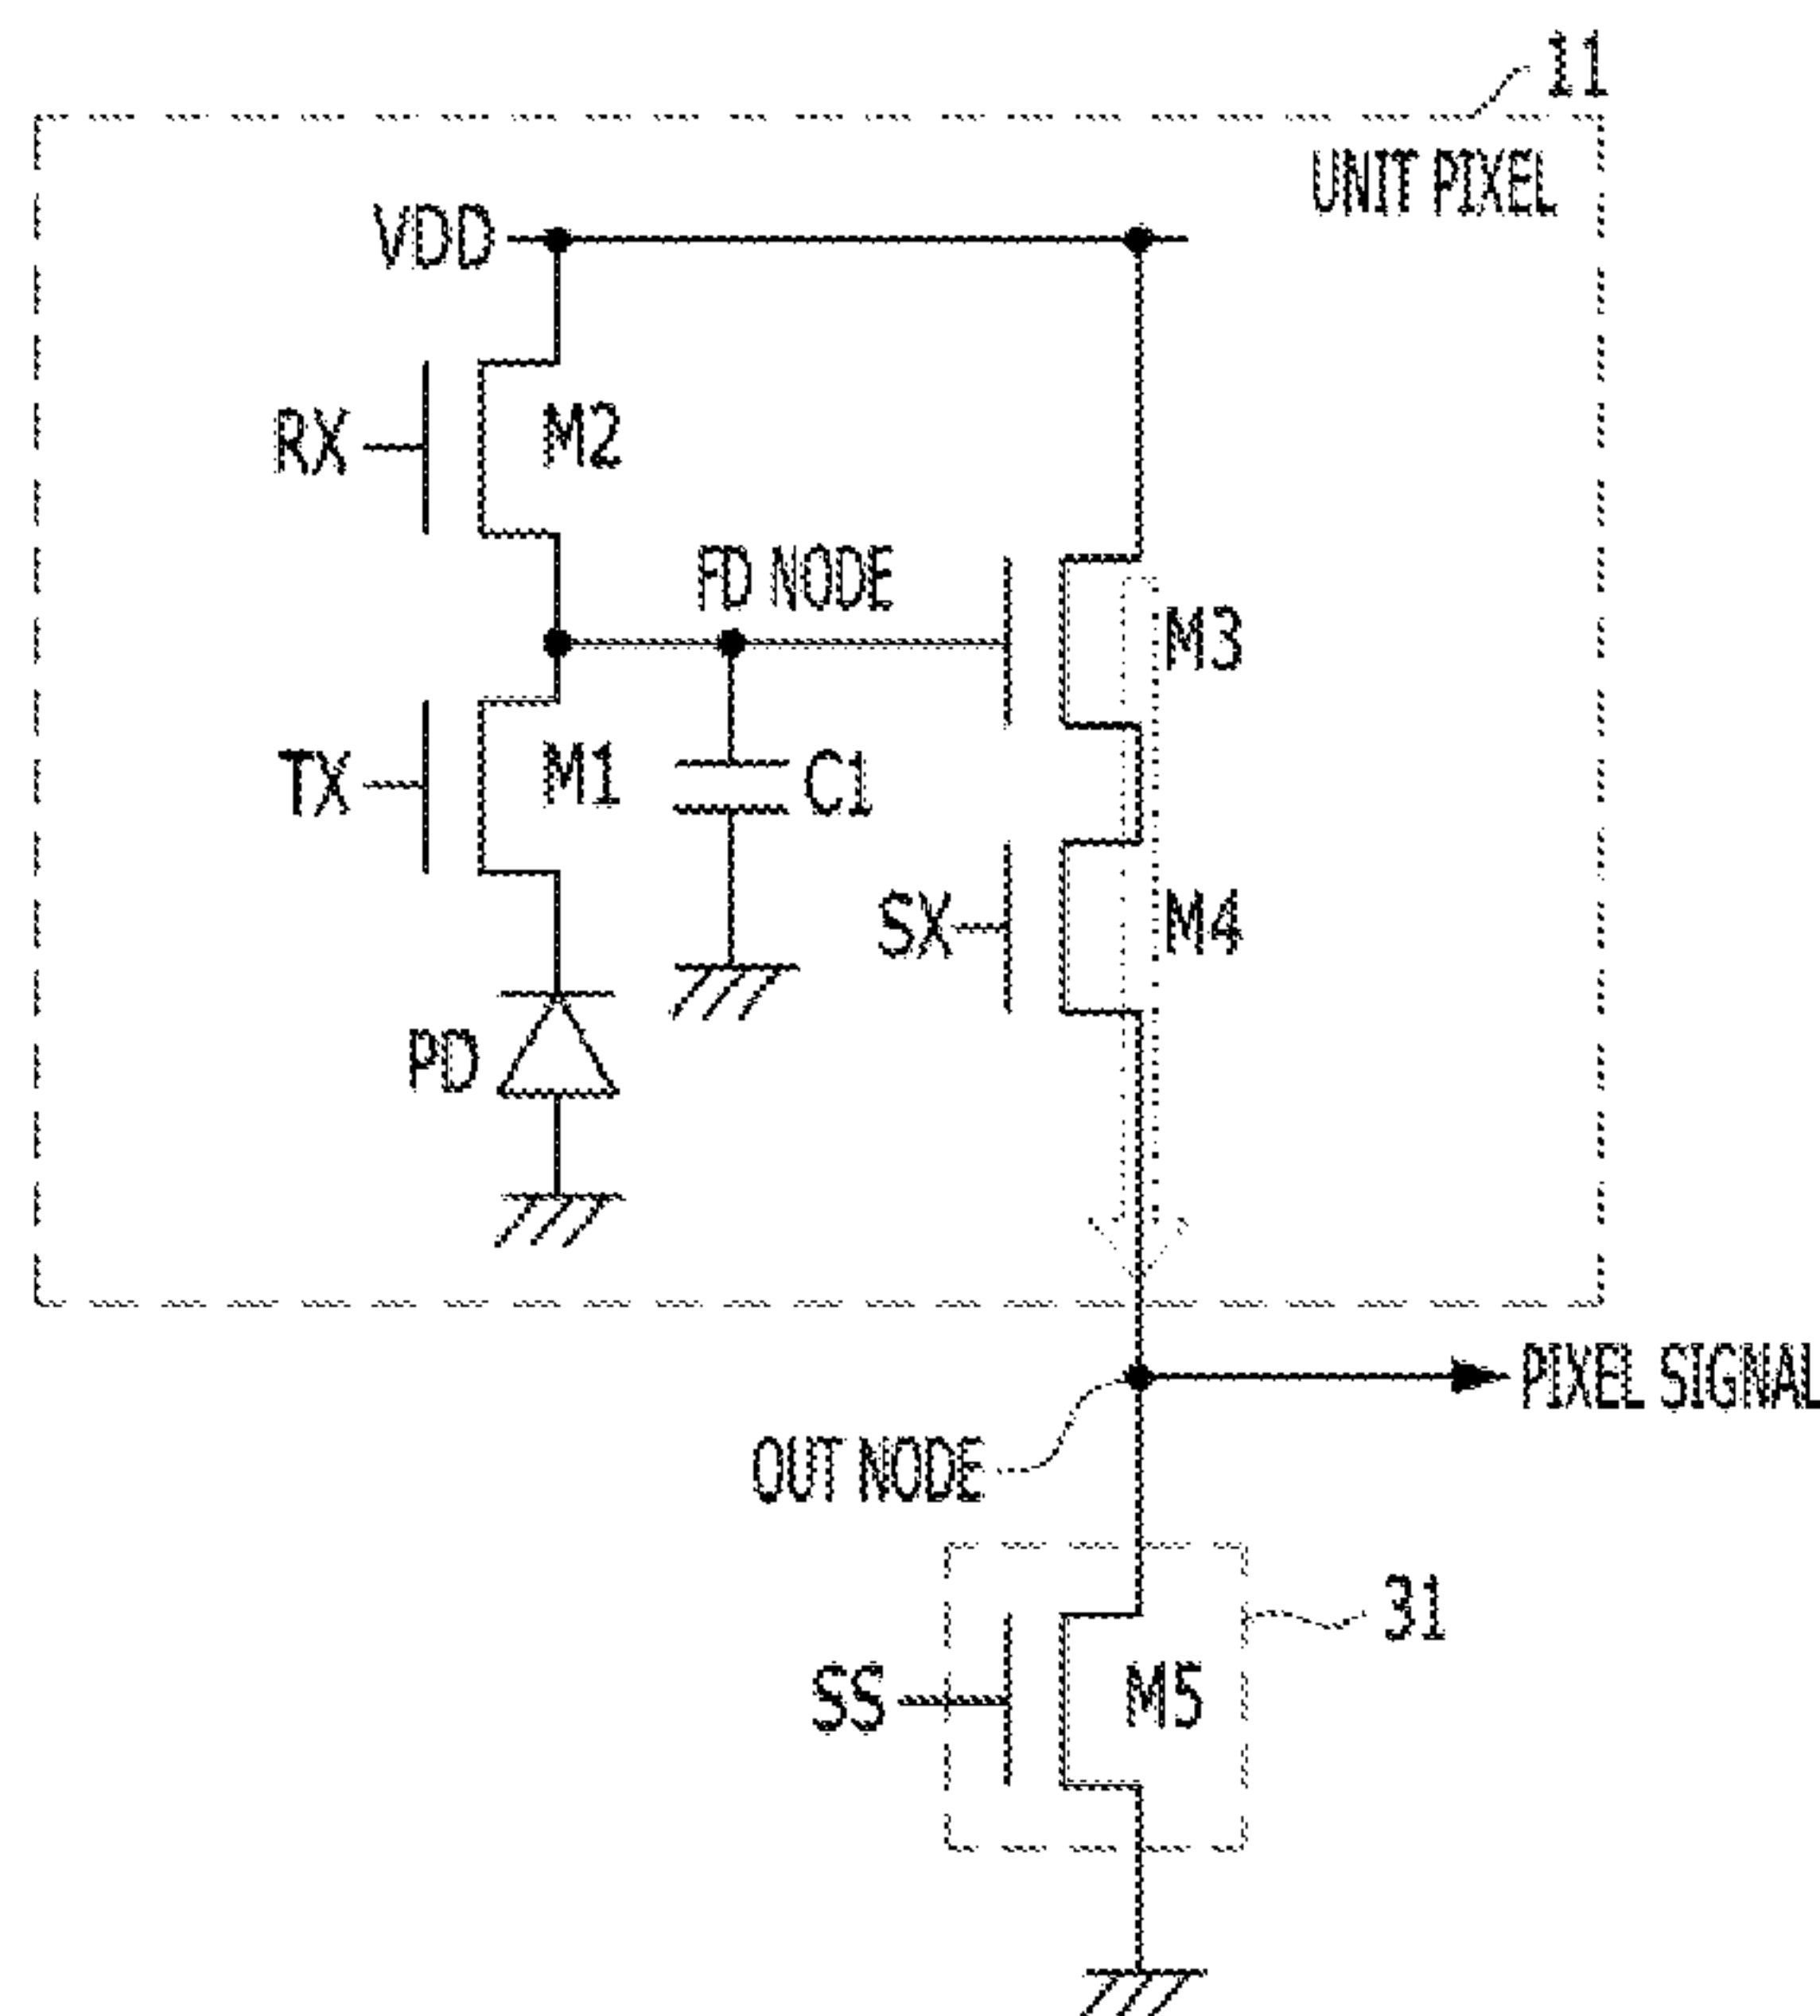 11
UNIT PIXEL
VDD
RX
M2
FD NODE
M3
TX
M1
C1
SX
M4
PD
PIXEL SIGNAL
OUT NODE
31
SS
M5